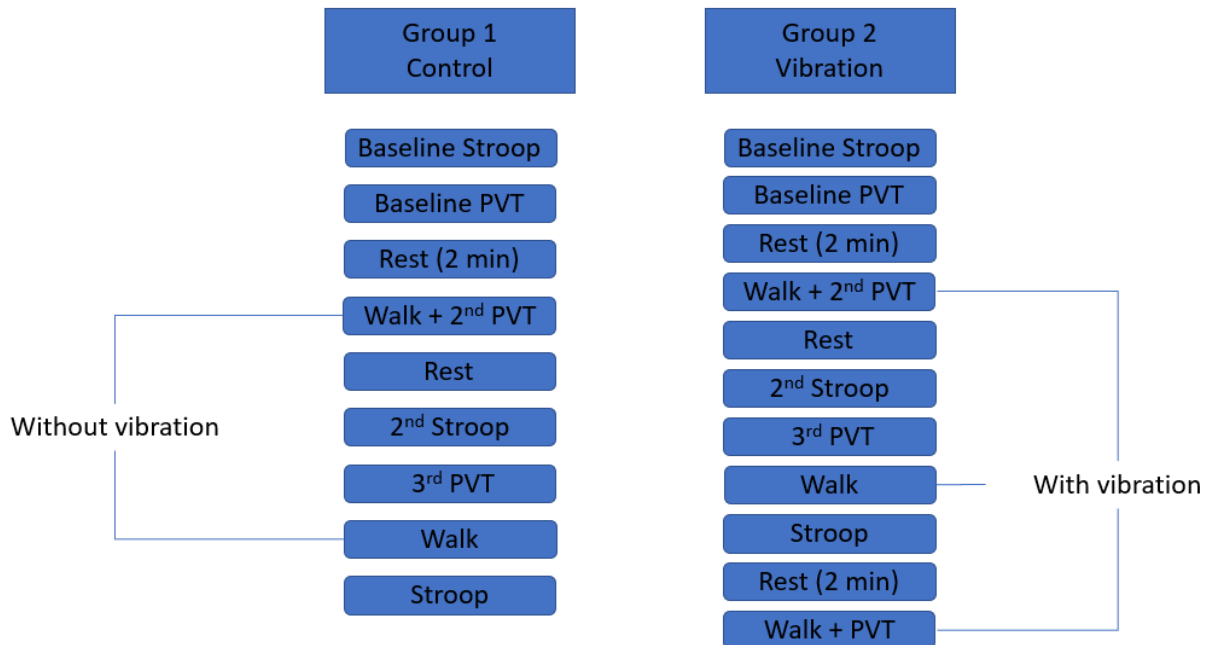 Group 1
Control
Baseline Stroop
Baseline PVT
Rest (2 min)
Walk + 2nd PVT
Rest
2nd Stroop
3rd PVT
Walk
Stroop
Without vibration
Group 2
Vibration
Baseline Stroop
Baseline PVT
Rest (2 min)
Walk + 2nd PVT
Rest
2nd Stroop
3rd PVT
Walk
Stroop
Rest (2 min)
Walk + PVT
With vibration